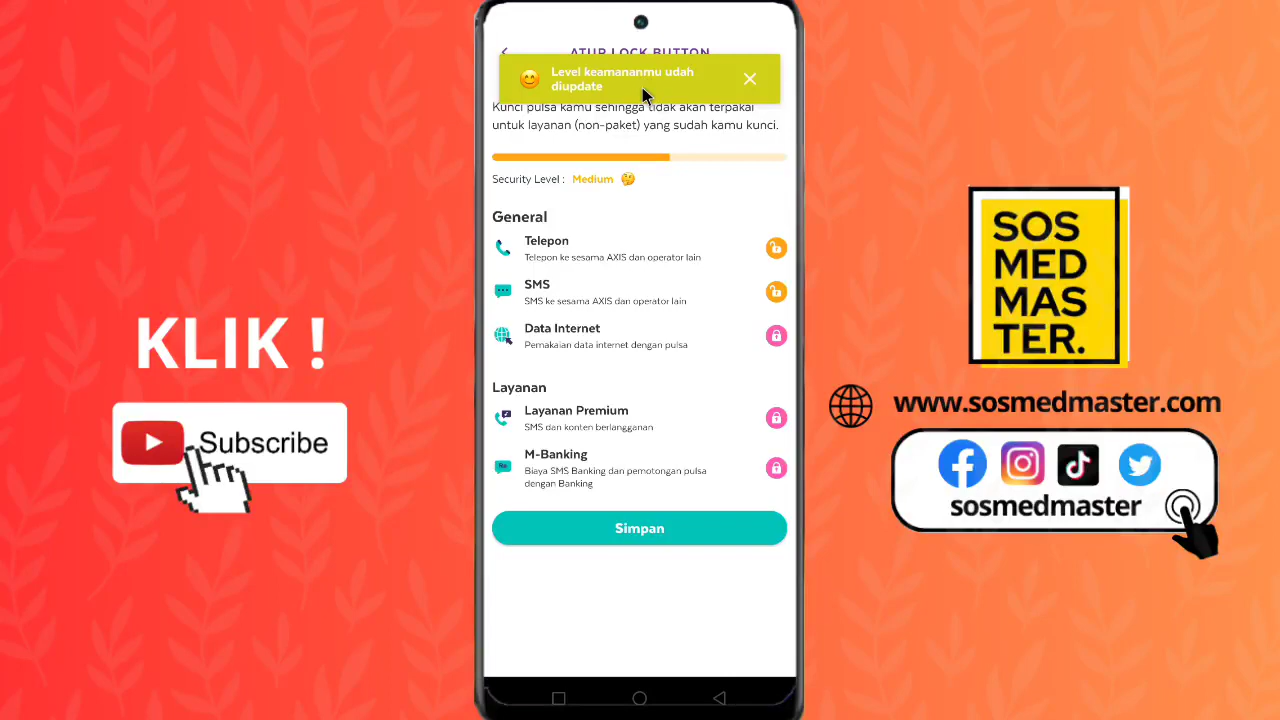 KLIK !
Subscribe
ATUR LOCK BUTTON
Level keamananmu udah
diupdate
Kunci pulsa kamu sehingga tidak akan terpakai
untuk layanan (non-paket) yang sudah kamu kunci.
Security Level : Medium
General
Telepon
Telepon ke sesama AXIS dan operator lain
SMS
SMS ke sesama AXIS dan operator lain
Data Internet
Pemakaian data internet dengan pulsa
Layanan
Layanan Premium
SMS dan konten berlangganan
M-Banking
Biaya SMS Banking dan pemotongan pulsa
dengan Banking
Simpan
SOS
MED
MAS
TER.
www.sosmedmaster.com
sosmedmaster